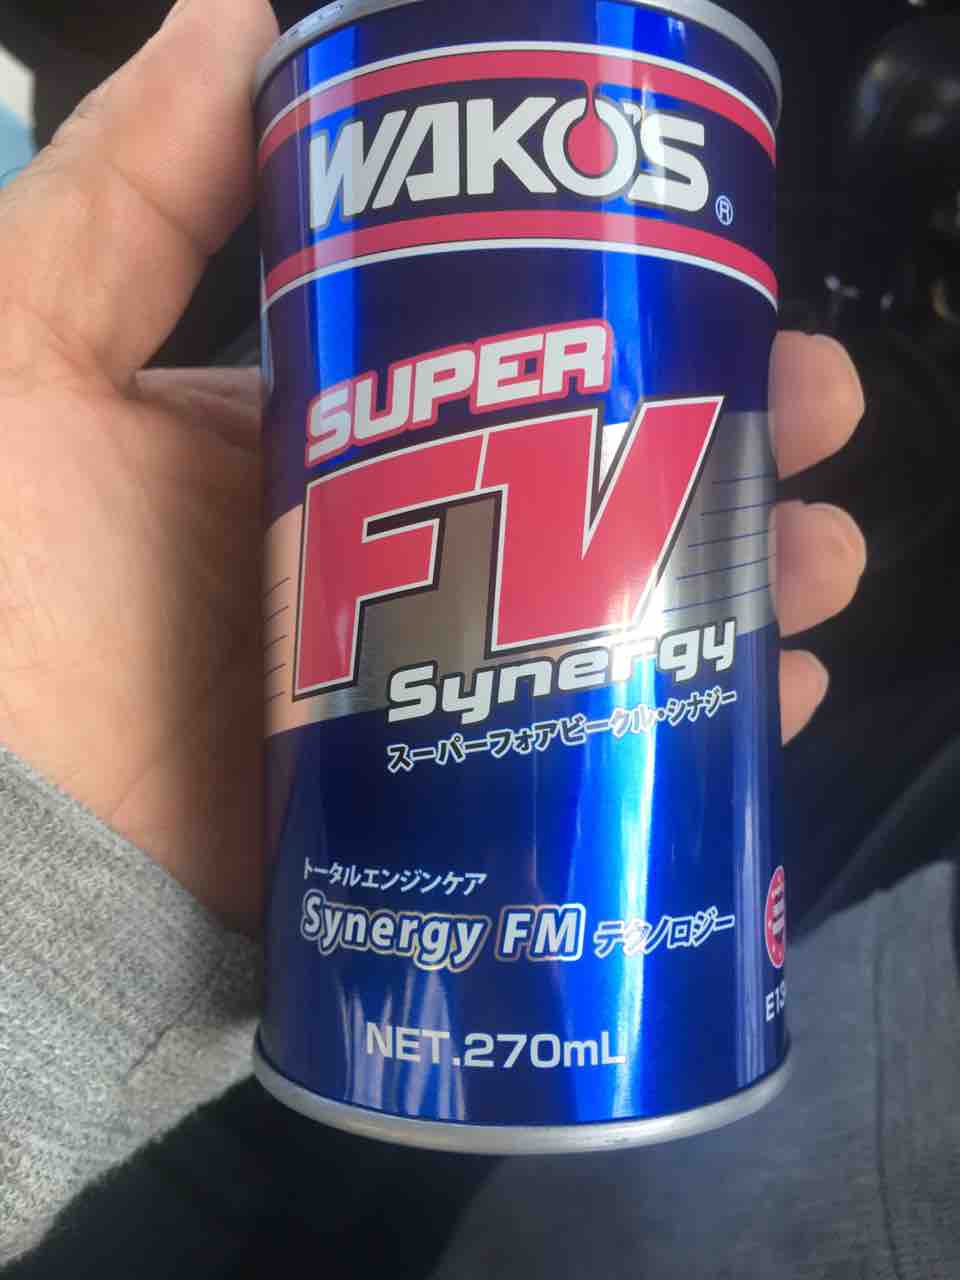 WAKO'S®
SUPER
FV
Synergy
スーパーフォアビークル・シナジー
トータルエンジンケア
Synergy FM テクノロジー
NET.270mL